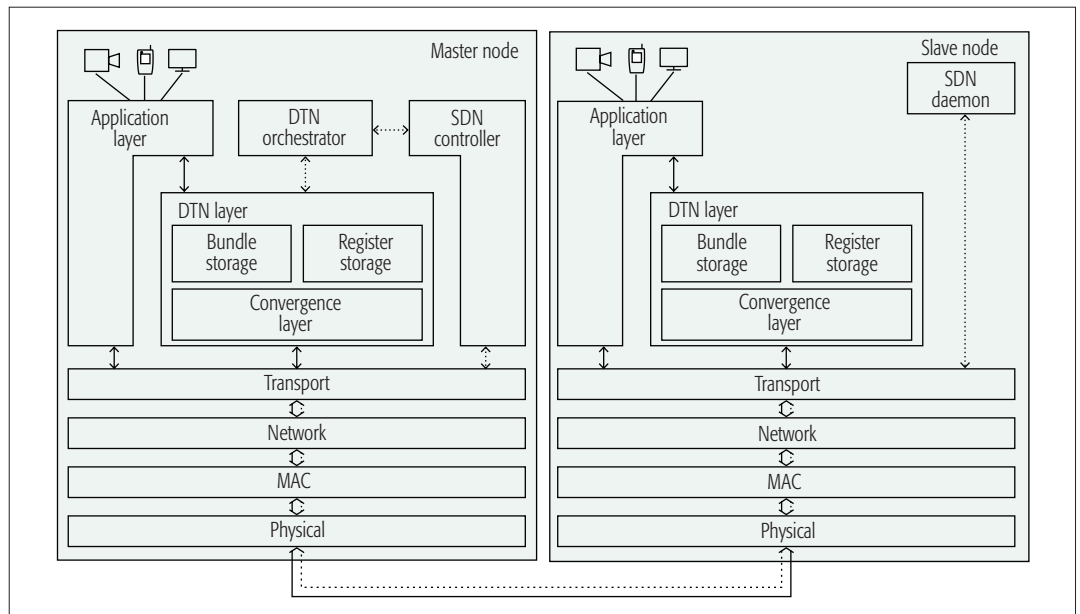 Master node
Application
layer
DTN
orchestrator
SDN
controller
DTN layer
Bundle
storage
Register
storage
Convergence
layer
Transport
Network
MAC
Physical
Slave node
SDN
daemon
Application
layer
DTN layer
Bundle
storage
Register
storage
Convergence
layer
Transport
Network
MAC
Physical